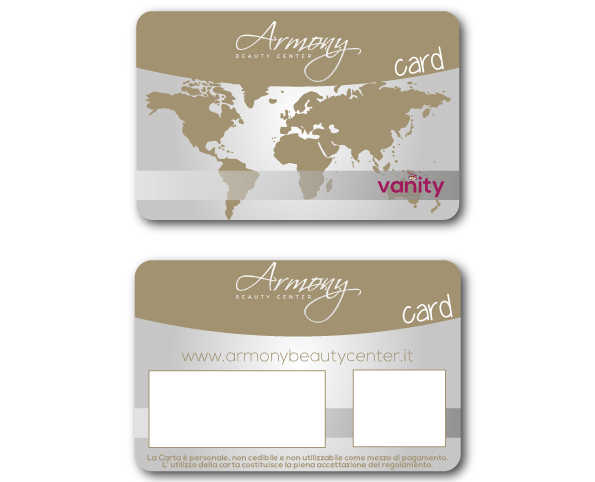 Armony
BEAUTY CENTER
card
vanity
Armony
BEAUTY CENTER
card
www.armonybeautycenter.it
La Carta è personale, non cedibile e non utilizzabile come mezzo di pagamento.
L' utilizzo della carta costituisce la piena accettazione del regolamento.